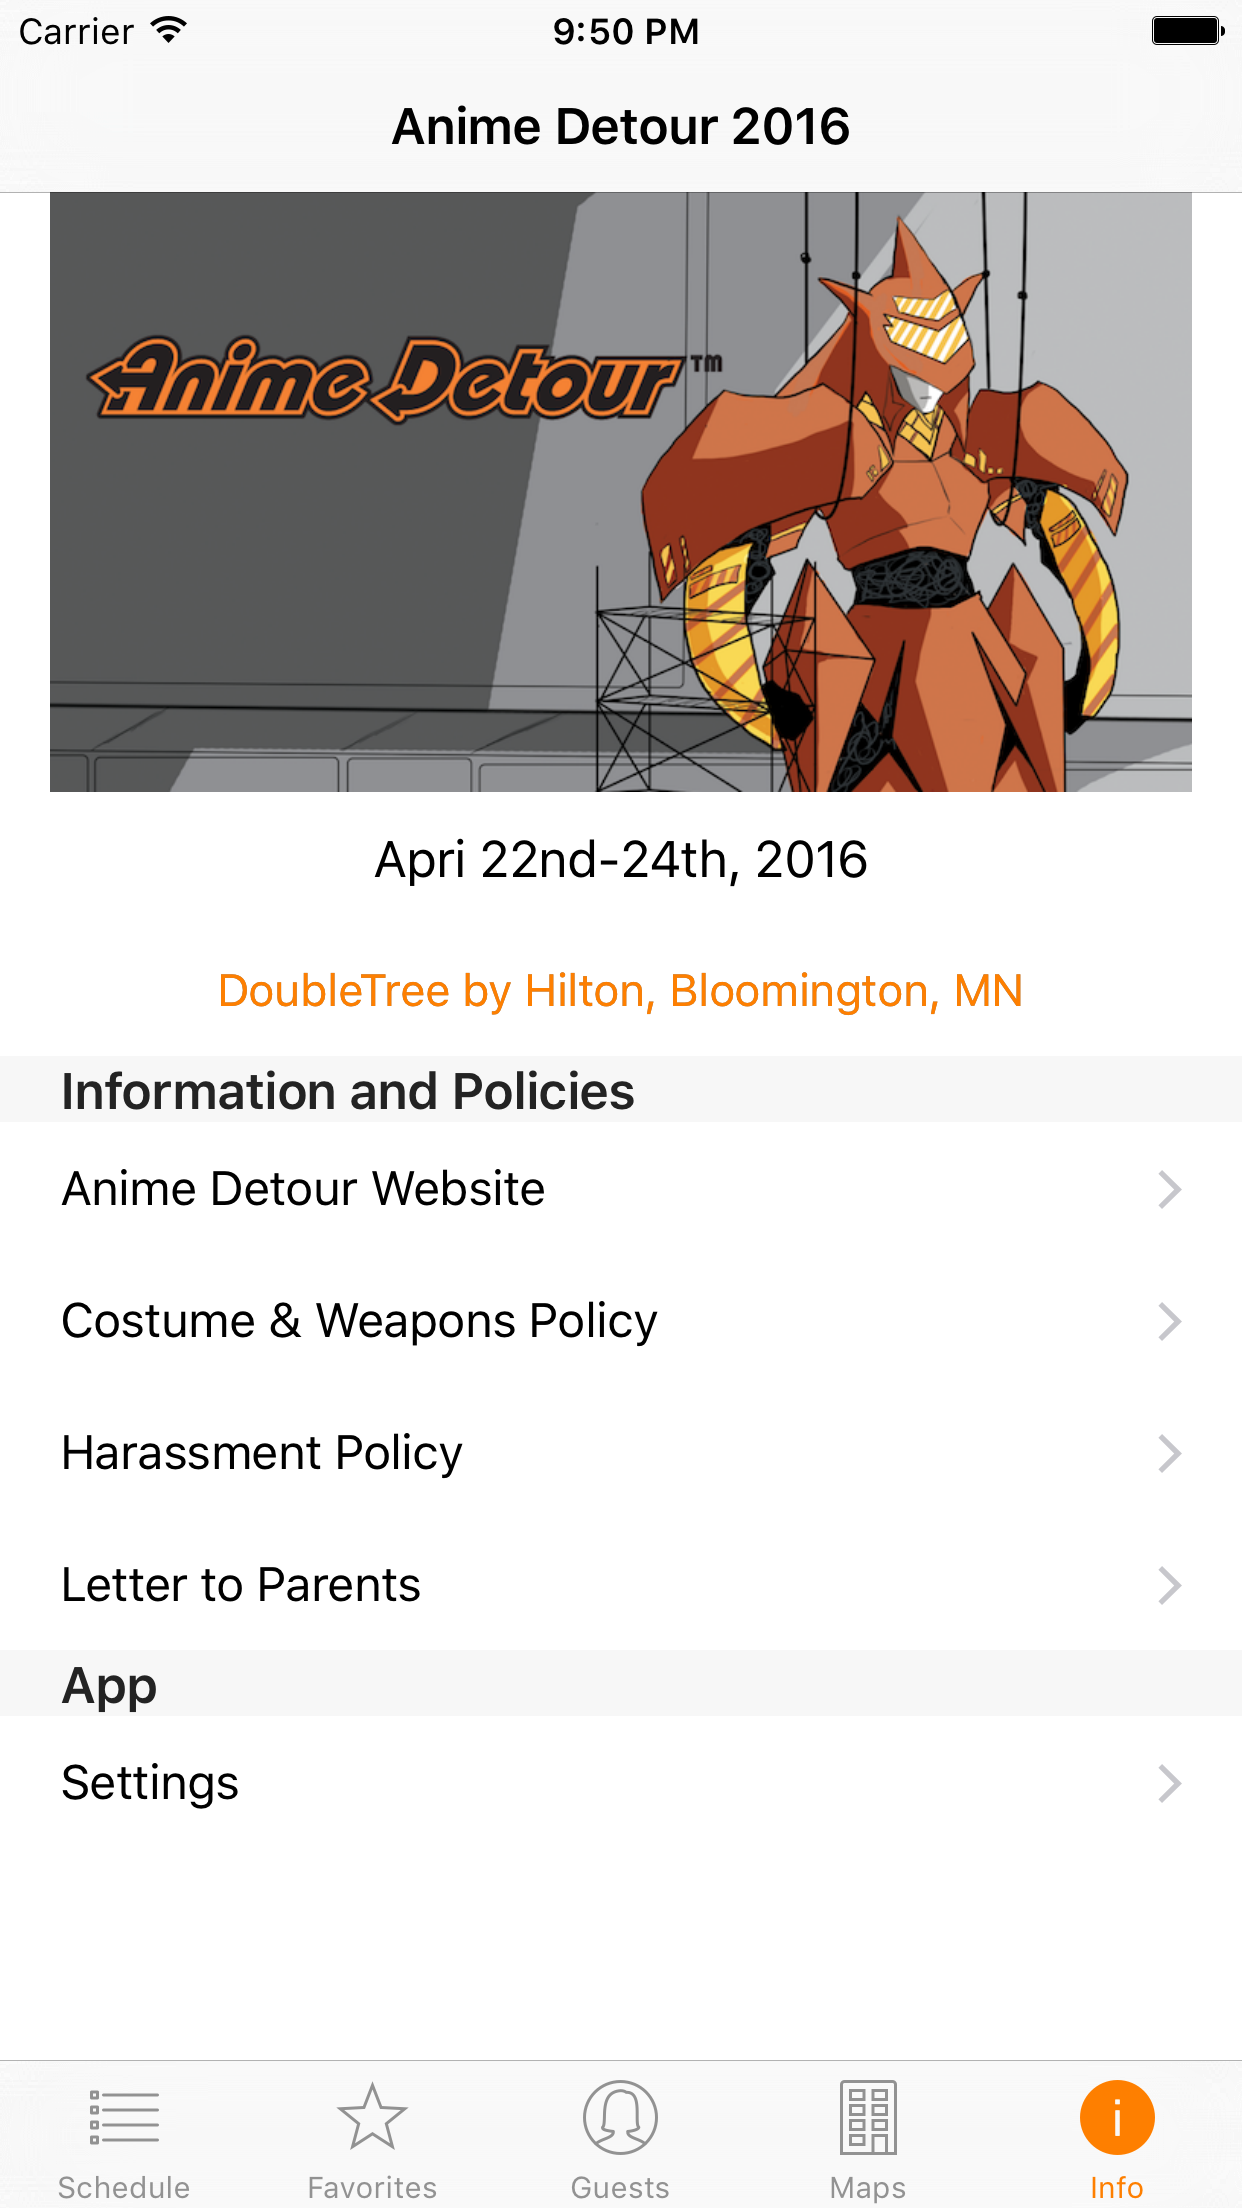 Carrier
9:50 PM
Anime Detour 2016
Anime Detour™
Apri 22nd-24th, 2016
DoubleTree by Hilton, Bloomington, MN
Information and Policies
Anime Detour Website
Costume & Weapons Policy
Harassment Policy
Letter to Parents
App
Settings
Schedule
Favorites
Guests
Maps
Info